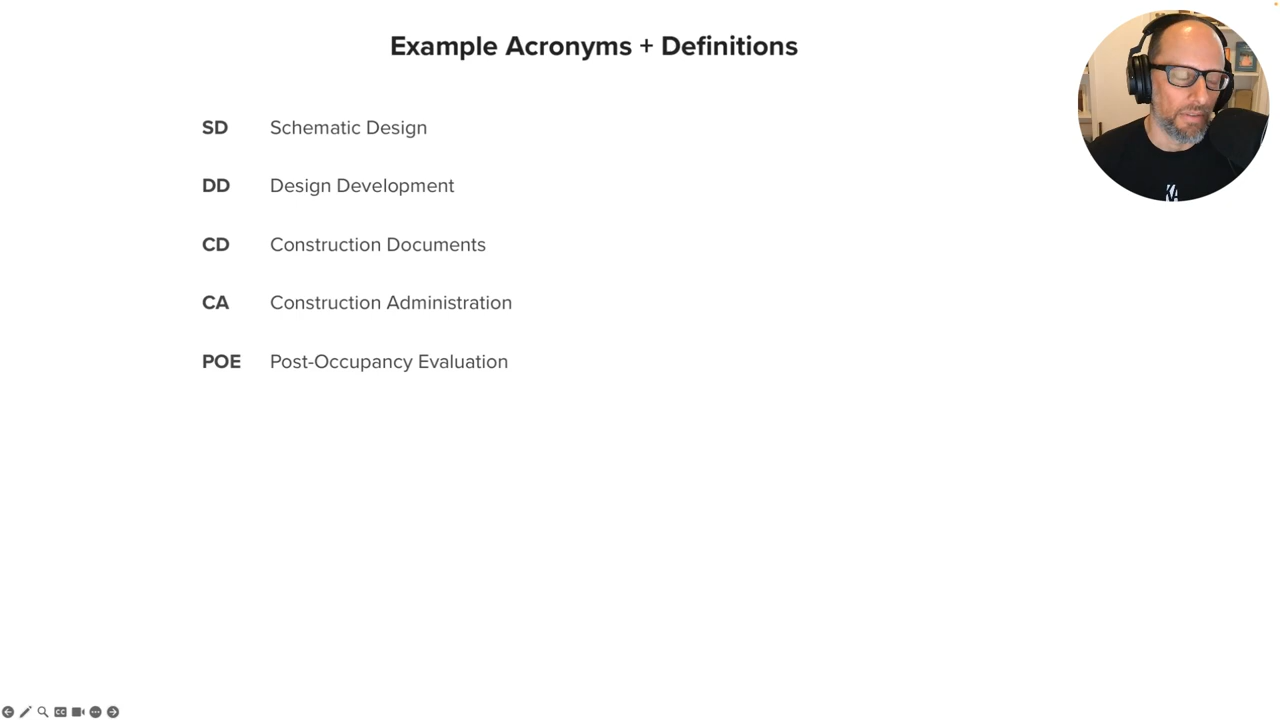 Example Acronyms + Definitions
SD Schematic Design
DD Design Development
CD Construction Documents
CA Construction Administration
POE Post-Occupancy Evaluation